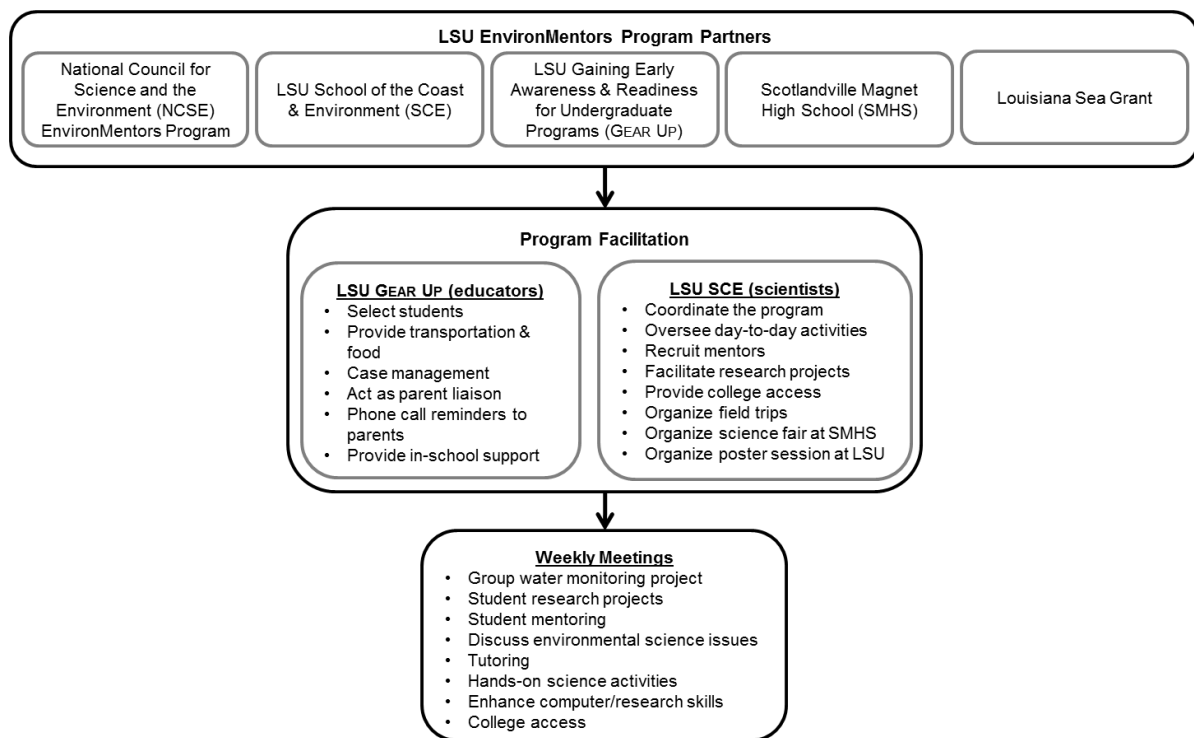 LSU EnvironMentors Program Partners
National Council for
Science and the
Environment (NCSE)
EnvironMentors Program
LSU School of the Coast
& Environment (SCE)
LSU Gaining Early
Awareness & Readiness
for Undergraduate
Programs (GEAR UP)
Scotlandville Magnet
High School (SMHS)
Louisiana Sea Grant
Program Facilitation
LSU GEAR UP (educators)
• Select students
• Provide transportation &
food
• Case management
• Act as parent liaison
• Phone call reminders to
parents
• Provide in-school support
LSU SCE (scientists)
• Coordinate the program
• Oversee day-to-day activities
• Recruit mentors
• Facilitate research projects
• Provide college access
• Organize field trips
• Organize science fair at SMHS
• Organize poster session at LSU
Weekly Meetings
• Group water monitoring project
• Student research projects
• Student mentoring
• Discuss environmental science issues
• Tutoring
• Hands-on science activities
• Enhance computer/research skills
• College access